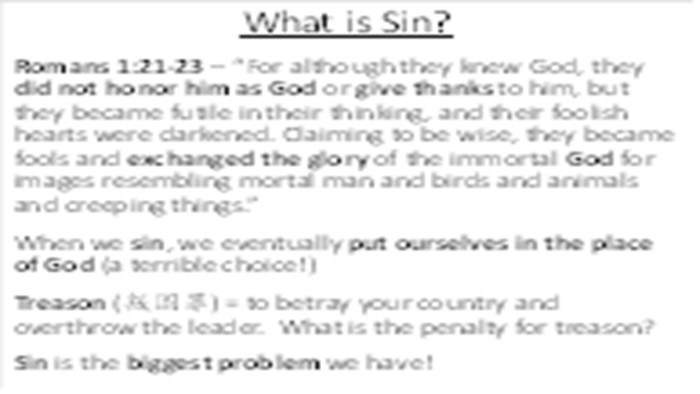 What is Sin?
Romans 1:21-23 – "For although they knew God, they
did not honor him as God or give thanks to him, but
they became futile in their thinking, and their foolish
hearts were darkened. Claiming to be wise, they became
fools and exchanged the glory of the immortal God for
images resembling mortal man and birds and animals
and creeping things."
When we sin, we eventually put ourselves in the place
of God (a terrible choice!)
Treason ( ) = to betray your country and
overthrow the leader. What is the penalty for treason?
Sin is the biggest problem we have!